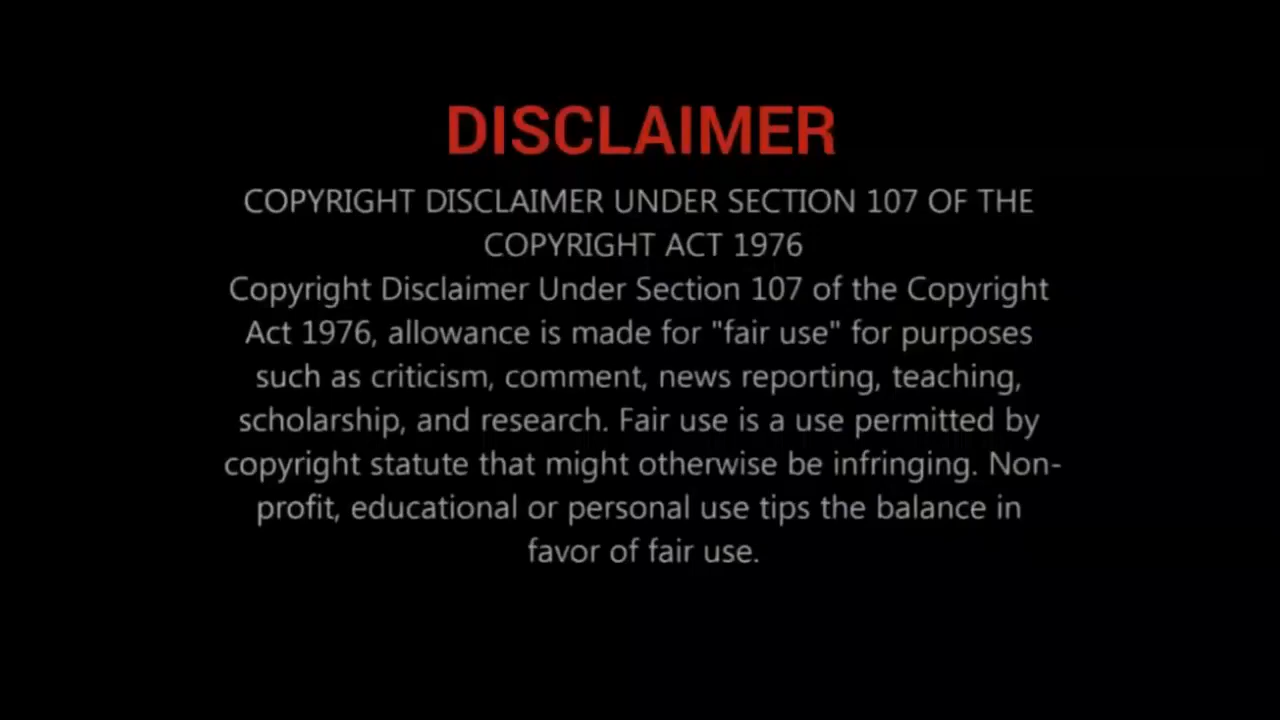 DISCLAIMER
COPYRIGHT DISCLAIMER UNDER SECTION 107 OF THE
COPYRIGHT ACT 1976
Copyright Disclaimer Under Section 107 of the Copyright
Act 1976, allowance is made for "fair use" for purposes
such as criticism, comment, news reporting, teaching,
scholarship, and research. Fair use is a use permitted by
copyright statute that might otherwise be infringing. Non-
profit, educational or personal use tips the balance in
favor of fair use.